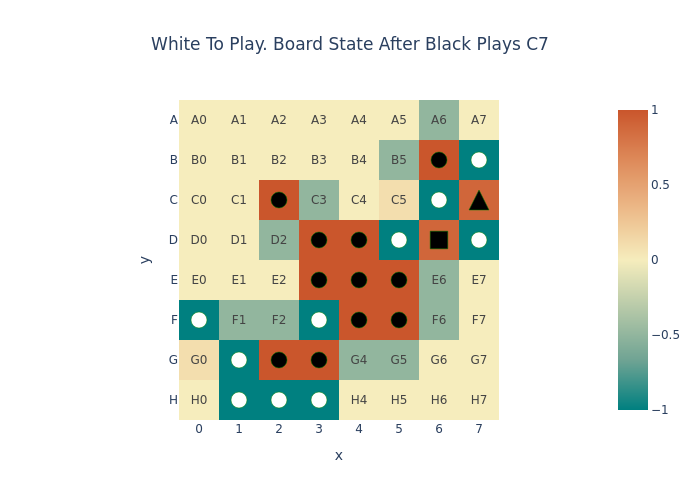 White To Play. Board State After Black Plays C7
A A0 A1 A2 A3 A4 A5 A6 A7
B B0 B1 B2 B3 B4 B5
C C0 C1 C3 C4 C5
D D0 D1 D2
E E0 E1 E2 E6 E7
F F1 F2 F6 F7
G G0 G4 G5 G6 G7
H H0 H4 H5 H6 H7
0 1 2 3 4 5 6 7
x
y
1
0.5
0
−0.5
−1